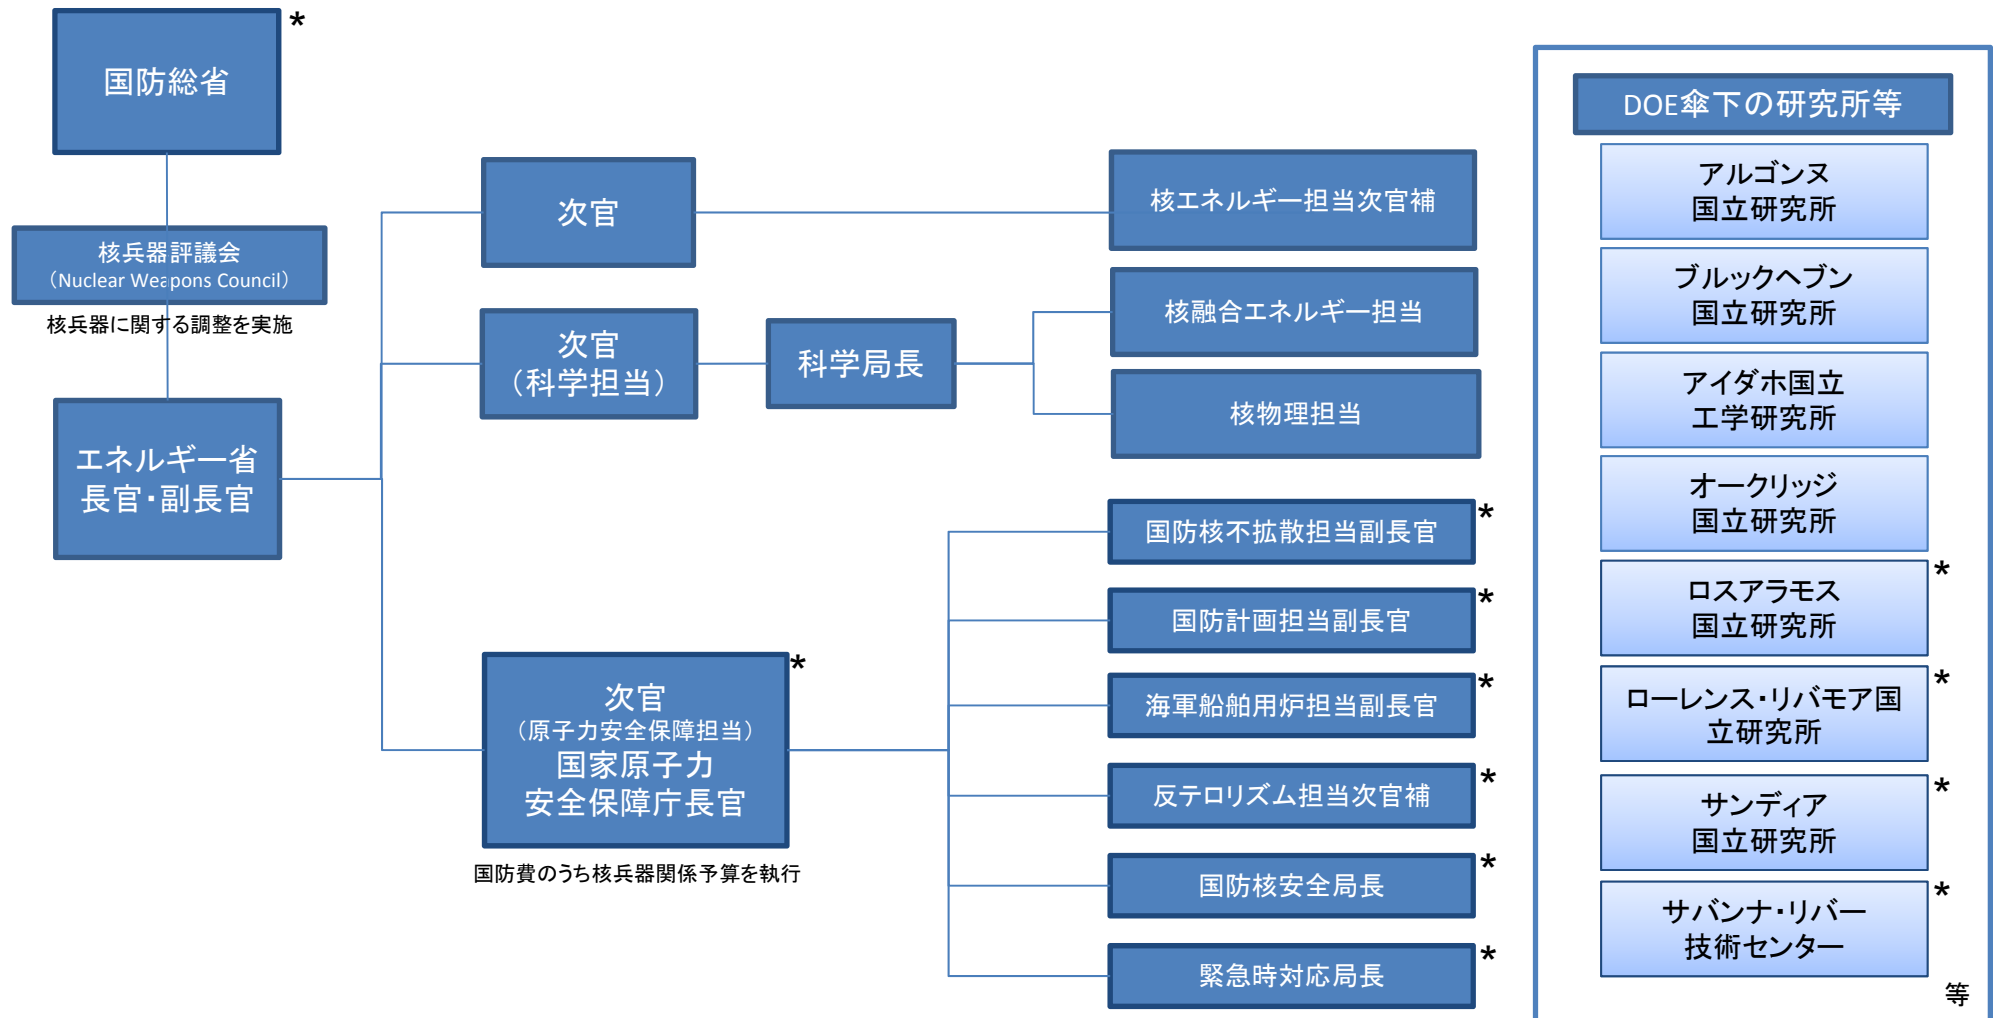 *
国防総省
核兵器評議会
（Nuclear Weapons Council）
核兵器に関する調整を実施
エネルギー省
長官・副長官
次官
次官
（科学担当）
科学局長
*
次官
（原子力安全保障担当）
国家原子力
安全保障庁長官
国防費のうち核兵器関係予算を執行
核エネルギー担当次官補
核融合エネルギー担当
核物理担当
国防核不拡散担当副長官
*
国防計画担当副長官
*
海軍船舶用炉担当副長官
*
反テロリズム担当次官補
*
国防核安全局長
*
緊急時対応局長
*
DOE傘下の研究所等
アルゴンヌ
国立研究所
ブルックヘブン
国立研究所
アイダホ国立
工学研究所
オークリッジ
国立研究所
*
ロスアラモス
国立研究所
*
ローレンス・リバモア国
立研究所
*
サンディア
国立研究所
*
サバンナ・リバー
技術センター
等